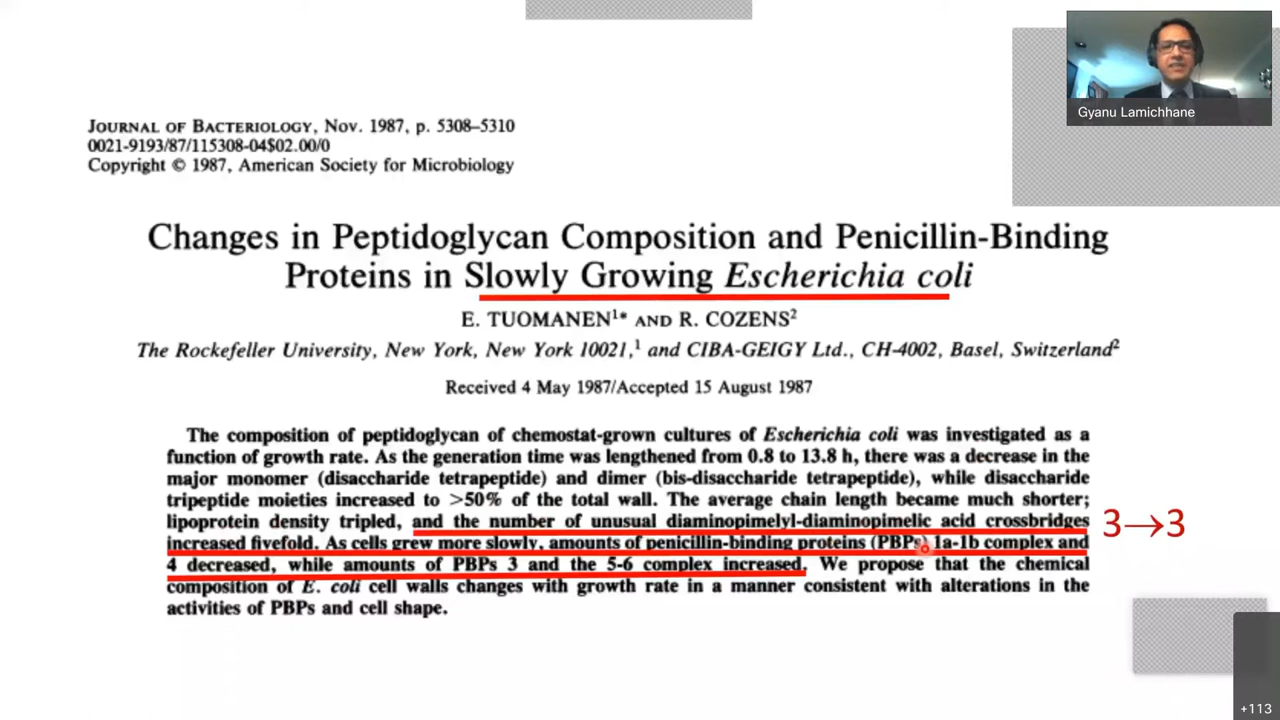 Gyanu Lamichhane
JOURNAL OF BACTERIOLOGY, Nov. 1987, p. 5308–5310
0021-9193/87/115308-04$02.00/0
Copyright © 1987, American Society for Microbiology
Changes in Peptidoglycan Composition and Penicillin-Binding
Proteins in Slowly Growing Escherichia coli
E. TUOMANEN¹* AND R. COZENS²
The Rockefeller University, New York, New York 10021,¹ and CIBA-GEIGY Ltd., CH-4002, Basel, Switzerland²
Received 4 May 1987/Accepted 15 August 1987
The composition of peptidoglycan of chemostat-grown cultures of Escherichia coli was investigated as a
function of growth rate. As the generation time was lengthened from 0.8 to 13.8 h, there was a decrease in the
major monomer (disaccharide tetrapeptide) and dimer (bis-disaccharide tetrapeptide), while disaccharide
tripeptide moieties increased to >50% of the total wall. The average chain length became much shorter;
lipoprotein density tripled, and the number of unusual diaminopimelyl-diaminopimelic acid crossbridges
increased fivefold. As cells grew more slowly, amounts of penicillin-binding proteins (PBPs) 1a-1b complex and
4 decreased, while amounts of PBPs 3 and the 5-6 complex increased. We propose that the chemical
composition of E. coli cell walls changes with growth rate in a manner consistent with alterations in the
activities of PBPs and cell shape.
3→3
+113